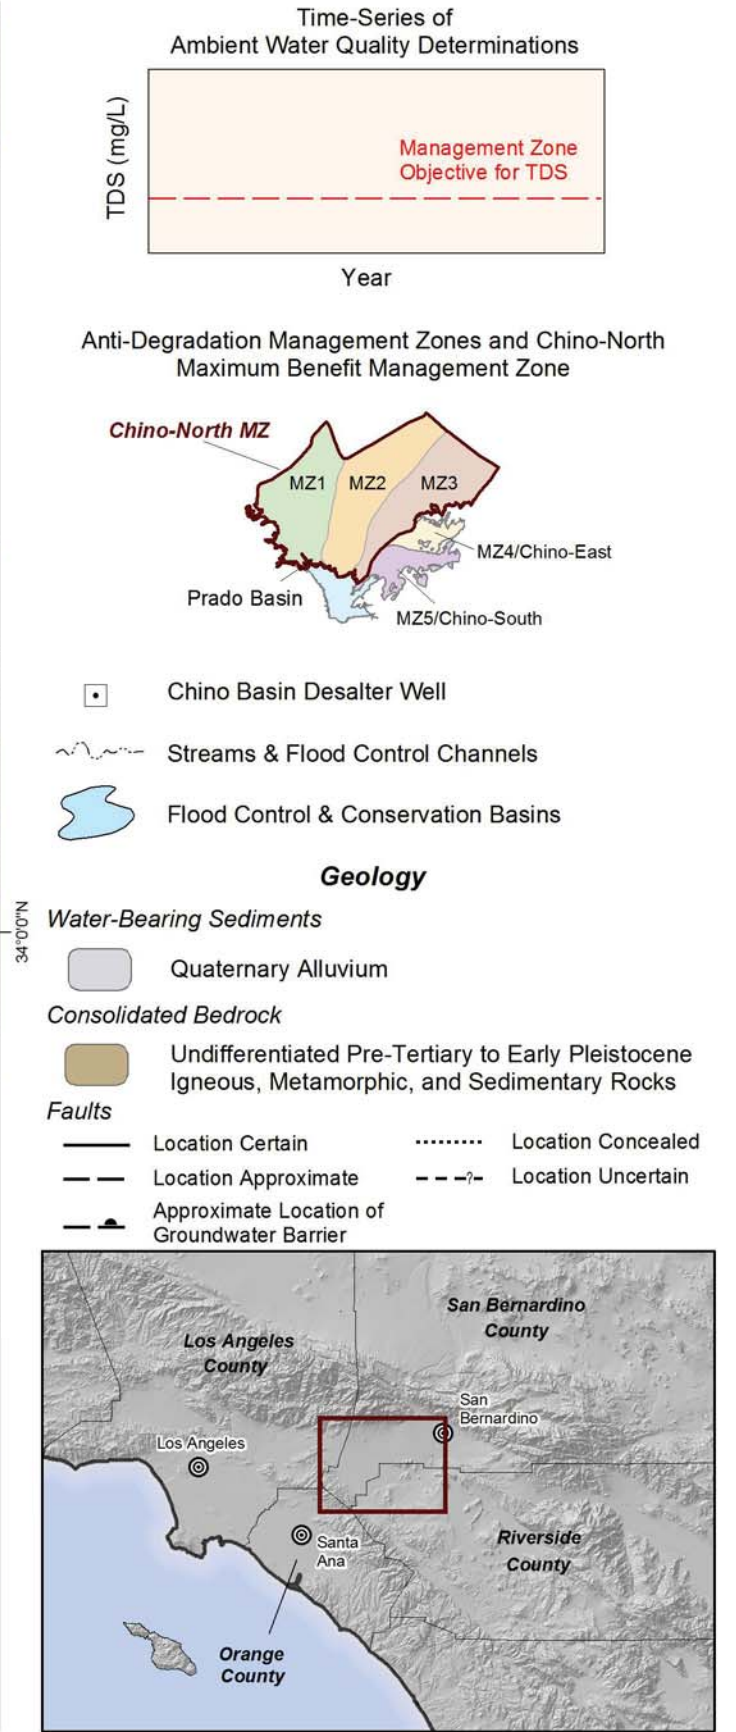 Time-Series of
Ambient Water Quality Determinations
TDS (mg/L)
Management Zone
Objective for TDS
Year
Anti-Degradation Management Zones and Chino-North
Maximum Benefit Management Zone
Chino-North MZ
MZ1
MZ2
MZ3
MZ4/Chino-East
Prado Basin
MZ5/Chino-South
Chino Basin Desalter Well
Streams & Flood Control Channels
Flood Control & Conservation Basins
Geology
34°0'0"N
Water-Bearing Sediments
Quaternary Alluvium
Consolidated Bedrock
Undifferentiated Pre-Tertiary to Early Pleistocene
Igneous, Metamorphic, and Sedimentary Rocks
Faults
Location Certain
Location Concealed
Location Approximate
?
Location Uncertain
Approximate Location of
Groundwater Barrier
San Bernardino
County
Los Angeles
County
San
Bernardino
Los Angeles
Santa
Ana
Riverside
County
Orange
County